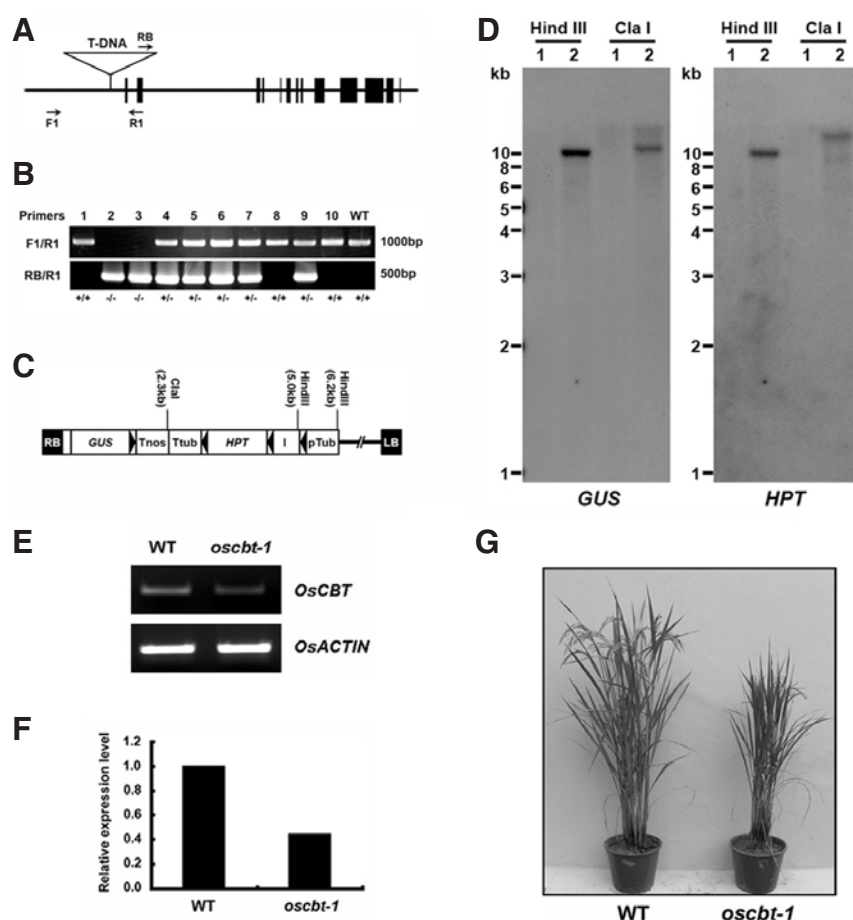 A
T-DNA RB
F1 R1
B
Primers 1 2 3 4 5 6 7 8 9 10 WT
F1/R1 1000bp
RB/R1 500bp
+/+ -/- -/- +/- +/- +/- +/- +/+ +/- +/+ +/+
C
ClaI (2.3kb)
HindIII (5.0kb)
HindIII (6.2kb)
RB GUS Tnos Ttub HPT I pTub LB
D
Hind III Cla I Hind III Cla I
1 2 1 2 1 2 1 2
kb kb
10 10
8 8
6 6
5 5
4 4
3 3
2 2
1 1
GUS HPT
E
WT oscbt-1
OsCBT
OsACTIN
F
Relative expression level
1.2
1.0
0.8
0.6
0.4
0.2
0.0
WT oscbt-1
G
WT oscbt-1